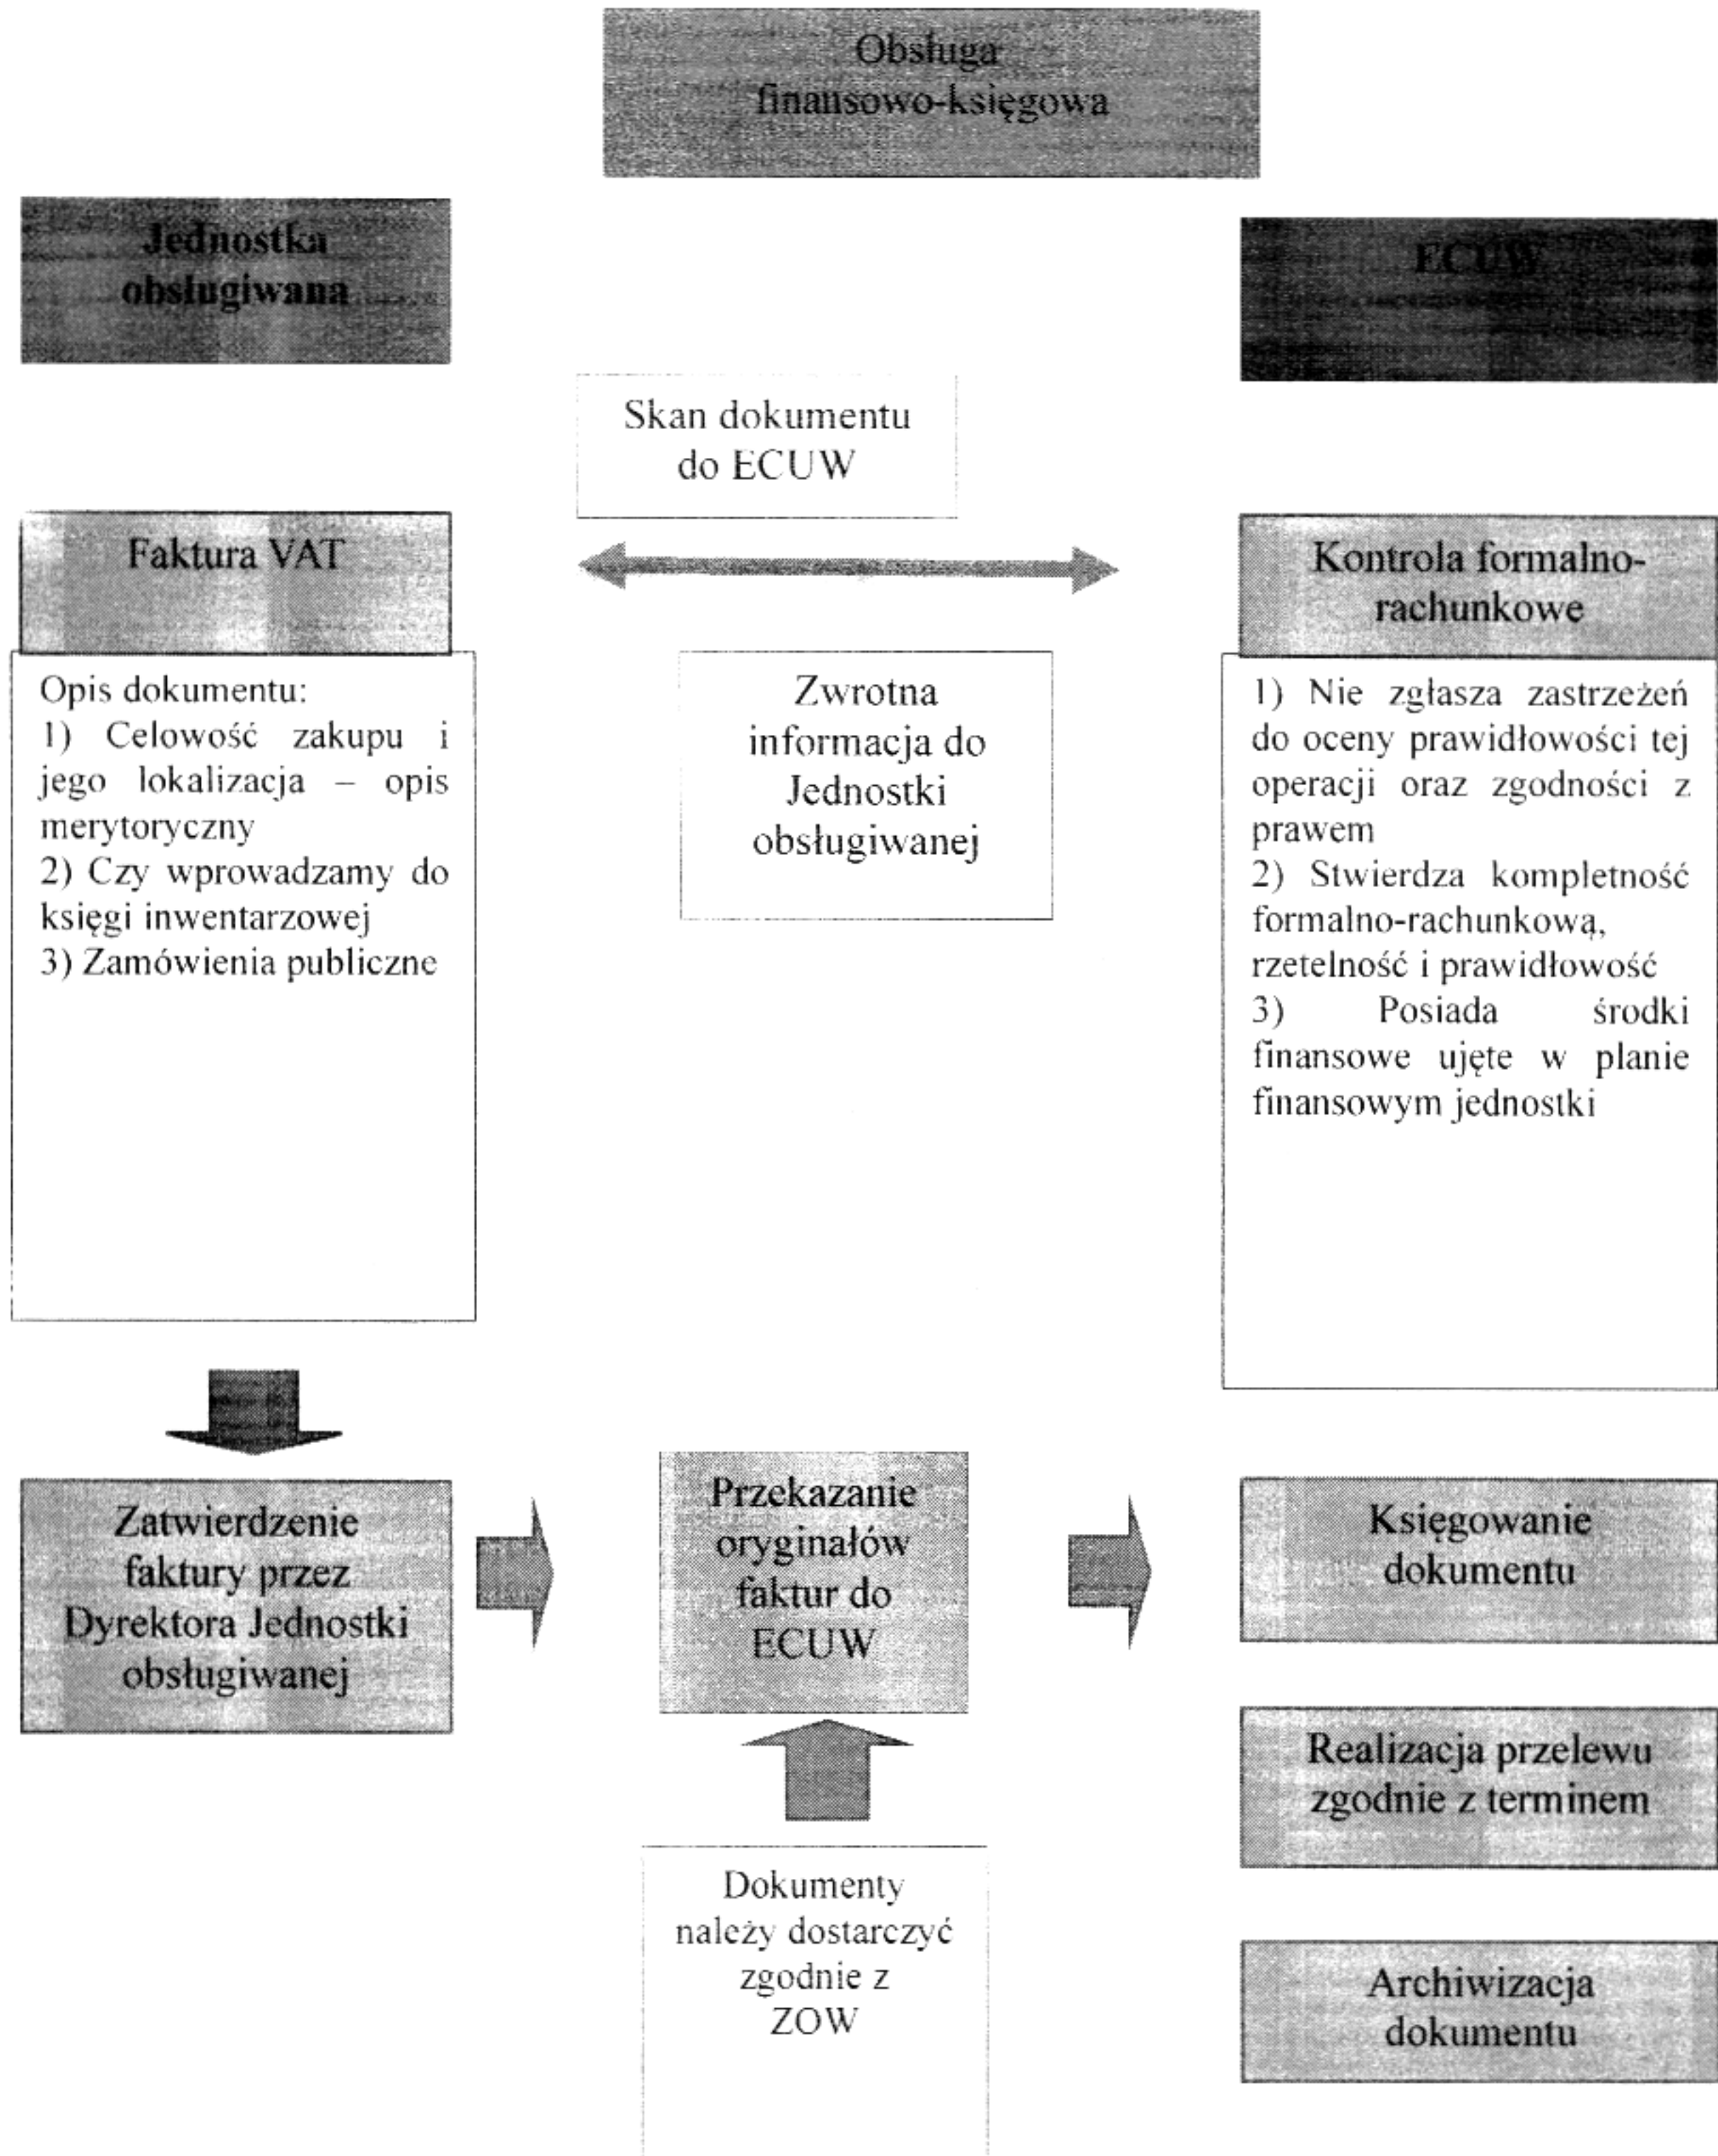 Obsługa
finansowo-księgowa
Jednostka
obsługiwana
ECUW
Skan dokumentu
do ECUW
Faktura VAT
Kontrola formalno-
rachunkowe
Opis dokumentu:
1) Celowość zakupu i
jego lokalizacja – opis
merytoryczny
2) Czy wprowadzamy do
księgi inwentarzowej
3) Zamówienia publiczne
Zwrotna
informacja do
Jednostki
obsługiwanej
1) Nie zgłasza zastrzeżeń
do oceny prawidłowości tej
operacji oraz zgodności z
prawem
2) Stwierdza kompletność
formalno-rachunkową,
rzetelność i prawidłowość
3) Posiada środki
finansowe ujęte w planie
finansowym jednostki
Zatwierdzenie
faktury przez
Dyrektora Jednostki
obsługiwanej
Przekazanie
oryginałów
faktur do
ECUW
Księgowanie
dokumentu
Realizacja przelewu
zgodnie z terminem
Dokumenty
należy dostarczyć
zgodnie z
ZOW
Archiwizacja
dokumentu